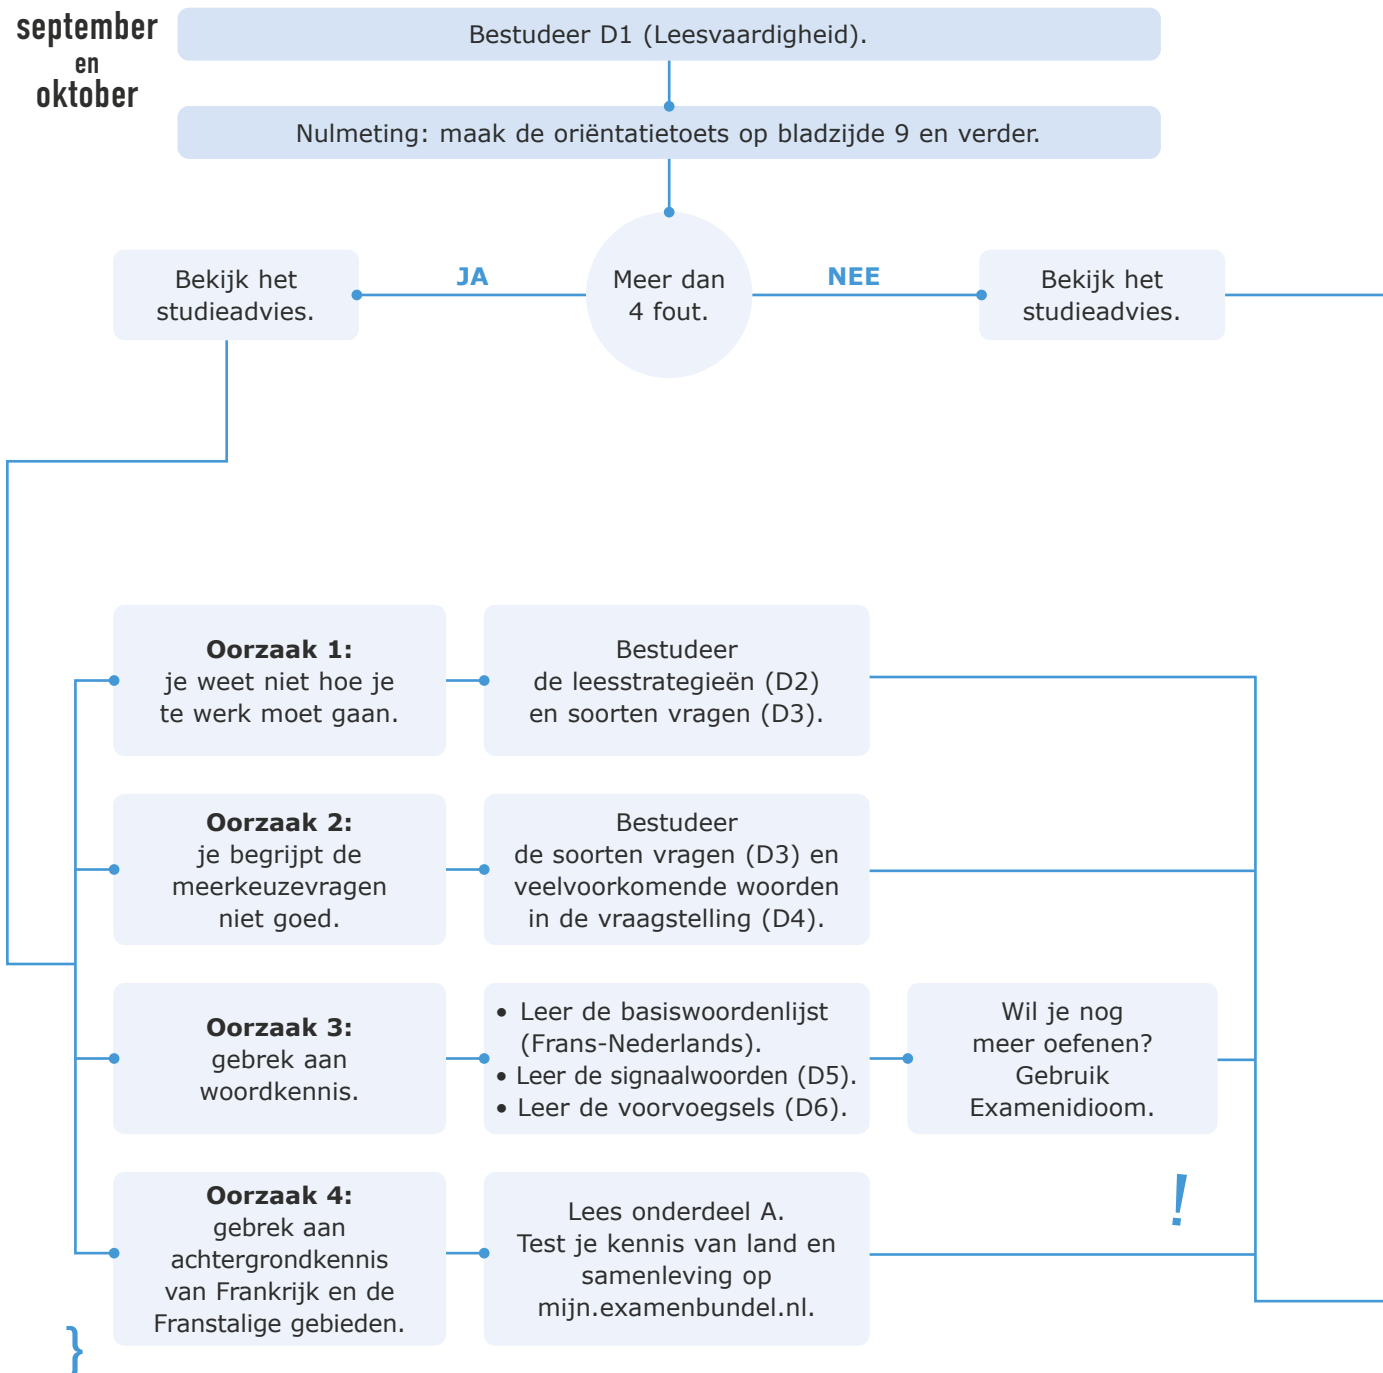 september
en
oktober
Bestudeer D1 (Leesvaardigheid).
Nulmeting: maak de oriëntatietoets op bladzijde 9 en verder.
Bekijk het
studieadvies.
JA
Meer dan
4 fout.
NEE
Bekijk het
studieadvies.
Oorzaak 1:
je weet niet hoe je
te werk moet gaan.
Bestudeer
de leesstrategieën (D2)
en soorten vragen (D3).
Oorzaak 2:
je begrijpt de
meerkeuzevragen
niet goed.
Bestudeer
de soorten vragen (D3) en
veelvoorkomende woorden
in de vraagstelling (D4).
Oorzaak 3:
gebrek aan
woordkennis.
• Leer de basiswoordenlijst
(Frans-Nederlands).
• Leer de signaalwoorden (D5).
• Leer de voorvoegsels (D6).
Wil je nog
meer oefenen?
Gebruik
Examenidioom.
Oorzaak 4:
gebrek aan
achtergrondkennis
van Frankrijk en de
Franstalige gebieden.
Lees onderdeel A.
Test je kennis van land en
samenleving op
mijn.examenbundel.nl.
!
}